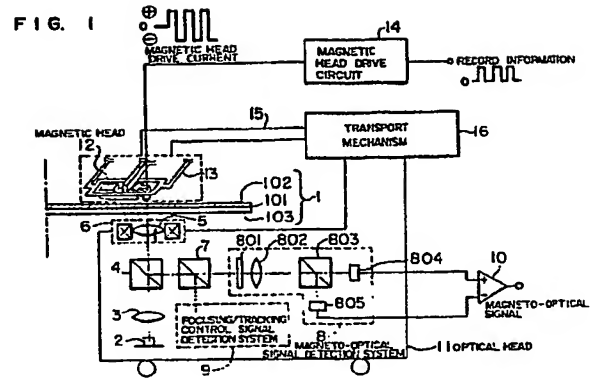 FIG. 1
⊕
⊖
MAGNETIC HEAD
DRIVE CURRENT
14
MAGNETIC
HEAD DRIVE
CIRCUIT
RECORD INFORMATION
15
TRANSPORT
MECHANISM
16
MAGNETIC HEAD
12
13
102
101
103
1
5
6
7
801
802
803
804
4
10
+
−
MAGNETO-OPTICAL
SIGNAL
805
3
FOCUSING/TRACKING
CONTROL SIGNAL
DETECTION
SYSTEM
8
MAGNETO-OPTICAL
SIGNAL DETECTION SYSTEM
2
9
11 OPTICAL HEAD